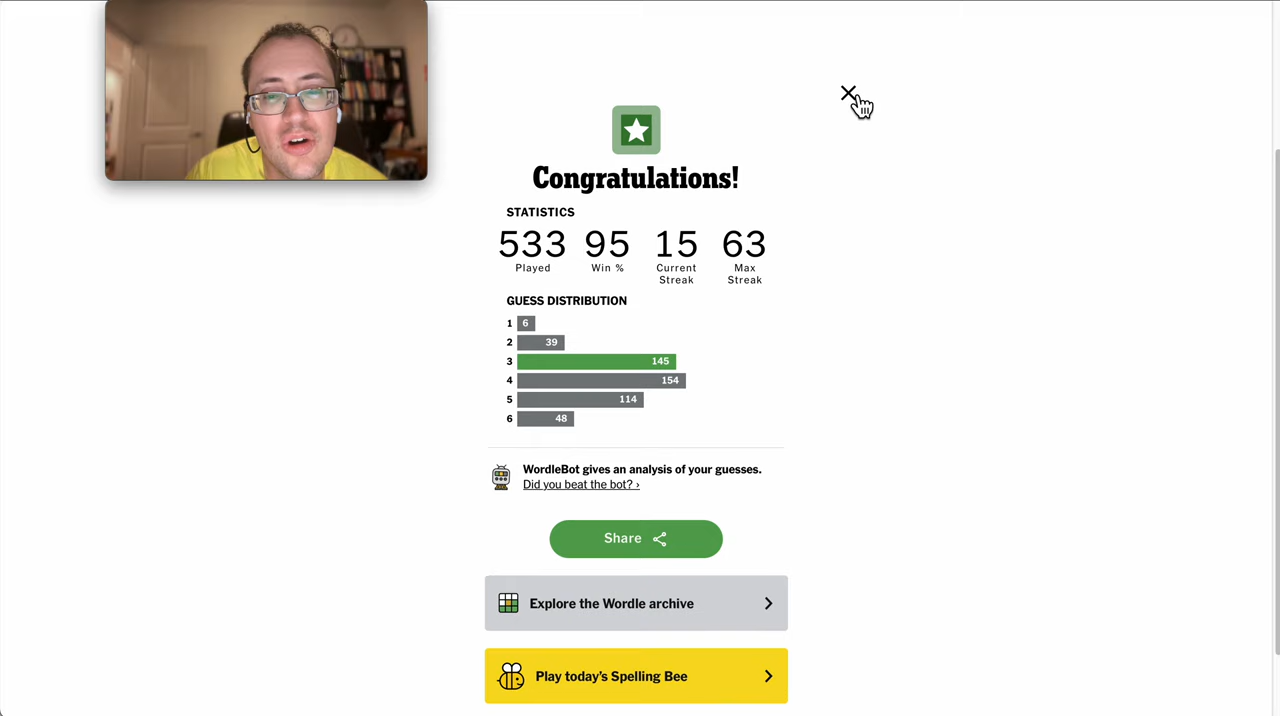 Congratulations!
STATISTICS
533 95 15 63
Played Win % Current Streak Max Streak
GUESS DISTRIBUTION
1 6
2 39
3 145
4 154
5 114
6 48
WordleBot gives an analysis of your guesses.
Did you beat the bot? ›
Share
Explore the Wordle archive
Play today's Spelling Bee